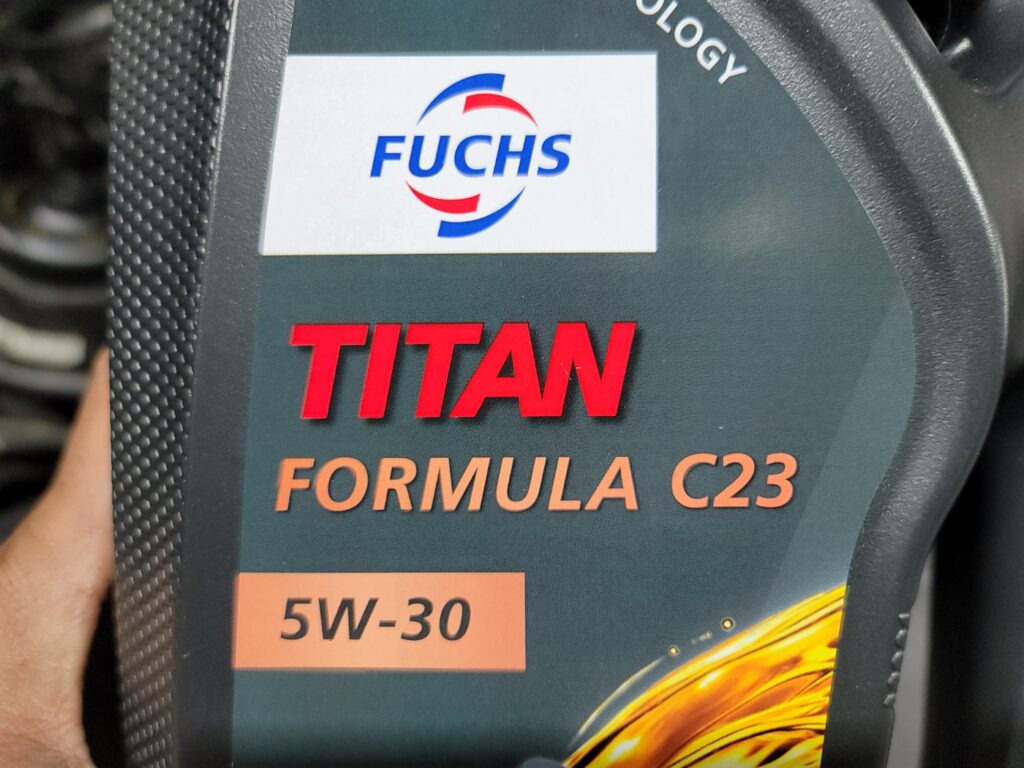 OLOGY
FUCHS
TITAN
FORMULA C23
5W-30